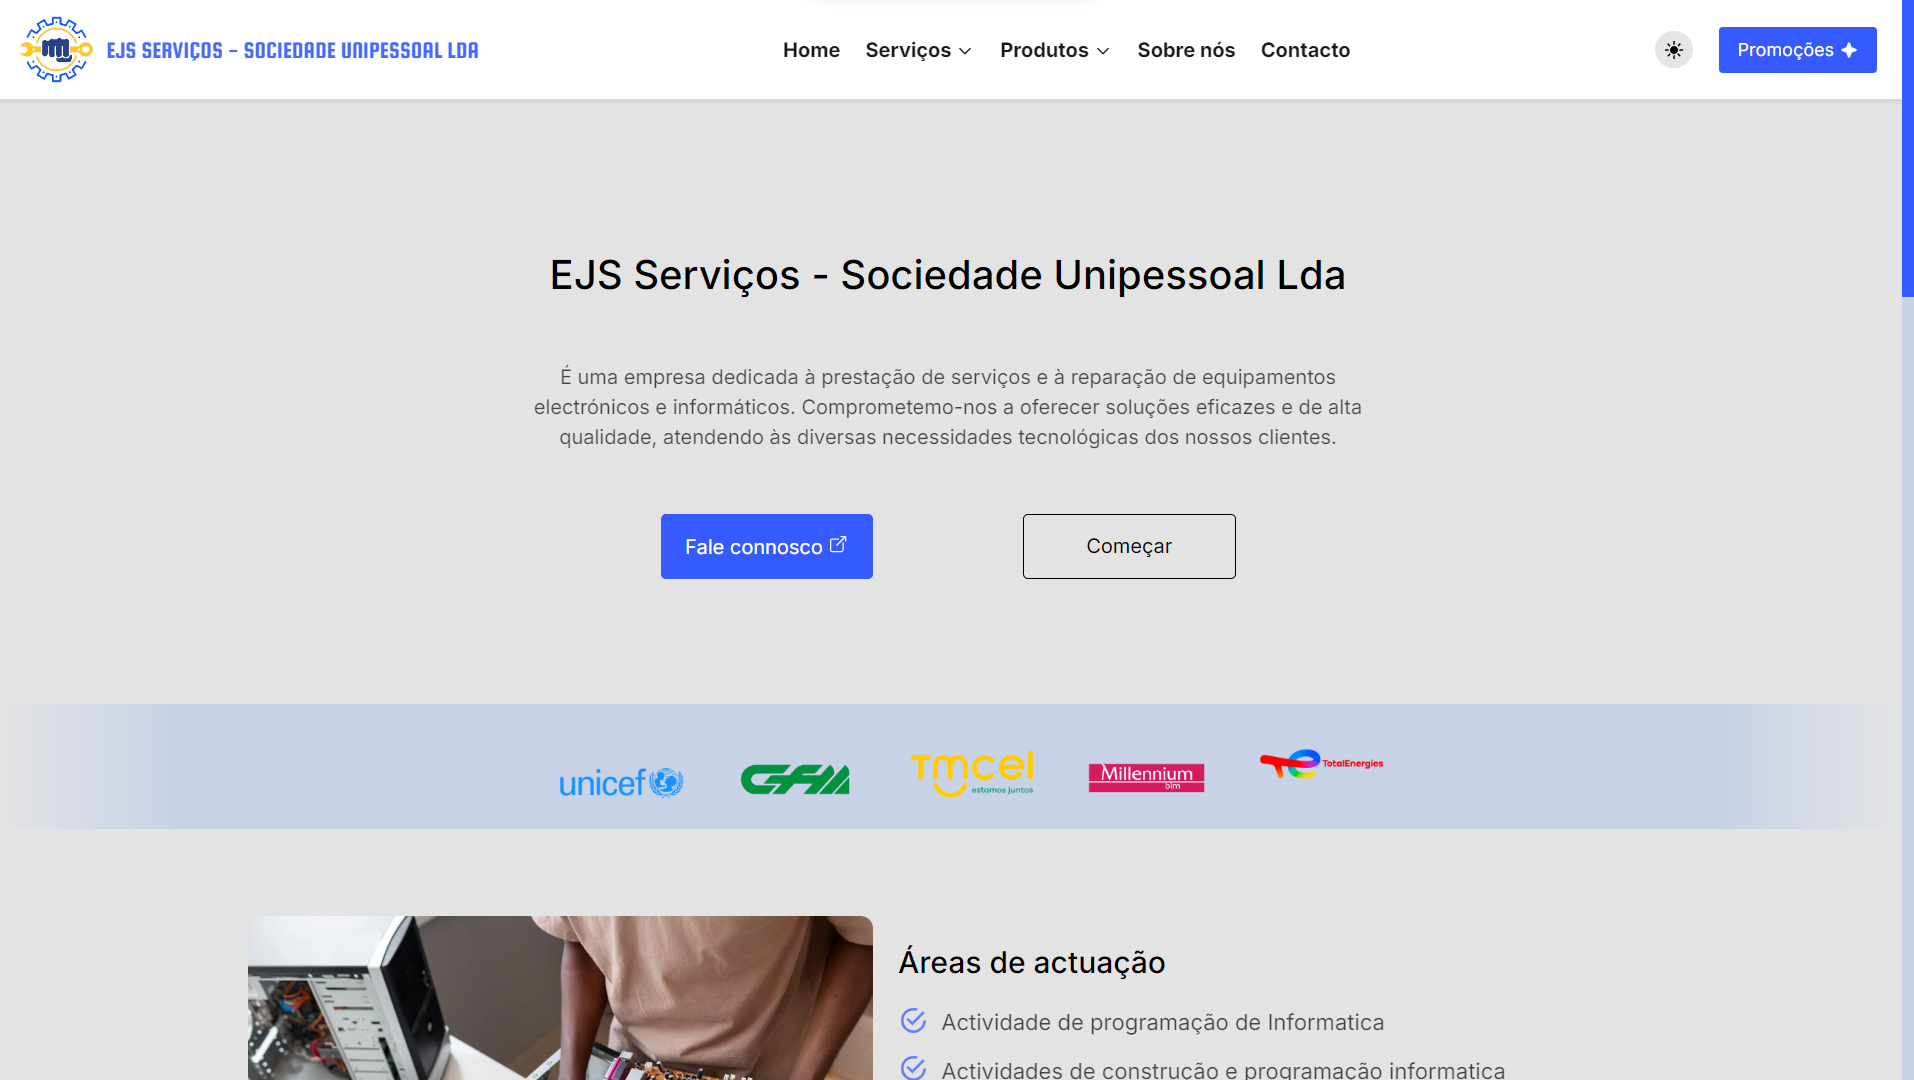 EJS SERVIÇOS - SOCIEDADE UNIPESSOAL LDA
Home
Serviços
Produtos
Sobre nós
Contacto
Promoções
EJS Serviços - Sociedade Unipessoal Lda
É uma empresa dedicada à prestação de serviços e à reparação de equipamentos
electrónicos e informáticos. Comprometemo-nos a oferecer soluções eficazes e de alta
qualidade, atendendo às diversas necessidades tecnológicas dos nossos clientes.
Fale connosco
Começar
unicef
CFM
Tmcel
estamos juntos
Millennium
bim
TotalEnergies
Áreas de actuação
Actividade de programação de Informatica
Actividades de construção e programação informatica